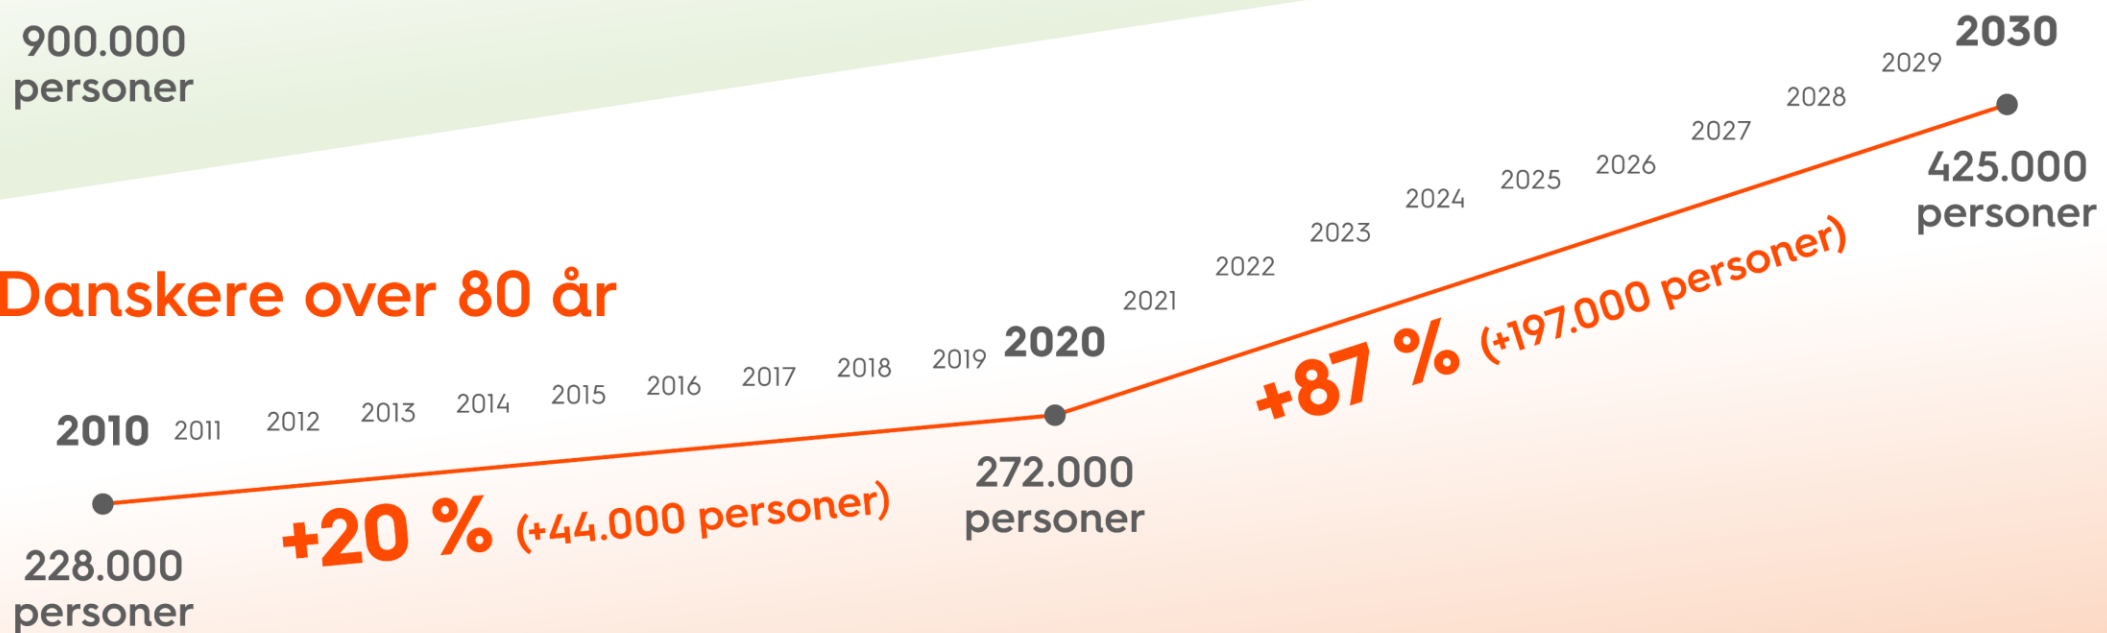 900.000
personer
Danskere over 80 år
2010 2011 2012 2013 2014 2015 2016 2017 2018 2019 2020 2021 2022 2023 2024 2025 2026 2027 2028 2029 2030
228.000
personer
+20 % (+44.000 personer)
272.000
personer
+87 % (+197.000 personer)
425.000
personer